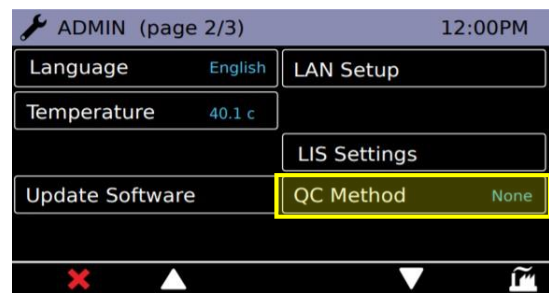 ADMIN (page 2/3) 12:00PM
Language English LAN Setup
Temperature 40.1 c
LIS Settings
Update Software QC Method None